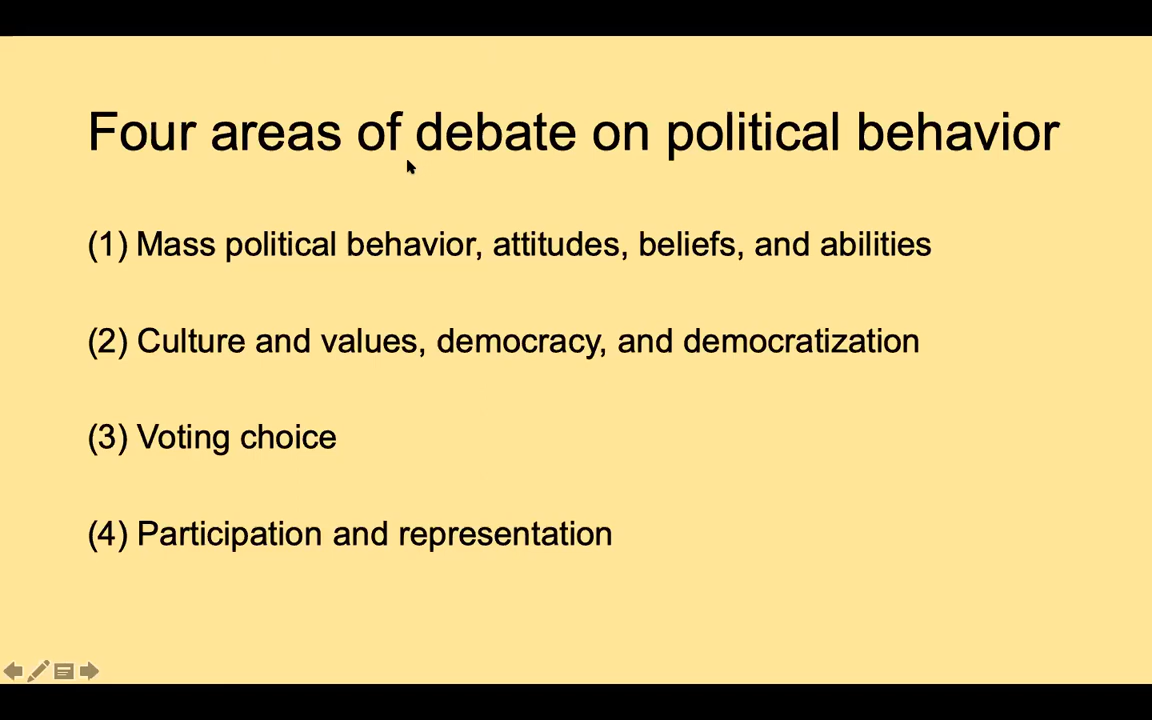 Four areas of debate on political behavior
(1) Mass political behavior, attitudes, beliefs, and abilities
(2) Culture and values, democracy, and democratization
(3) Voting choice
(4) Participation and representation